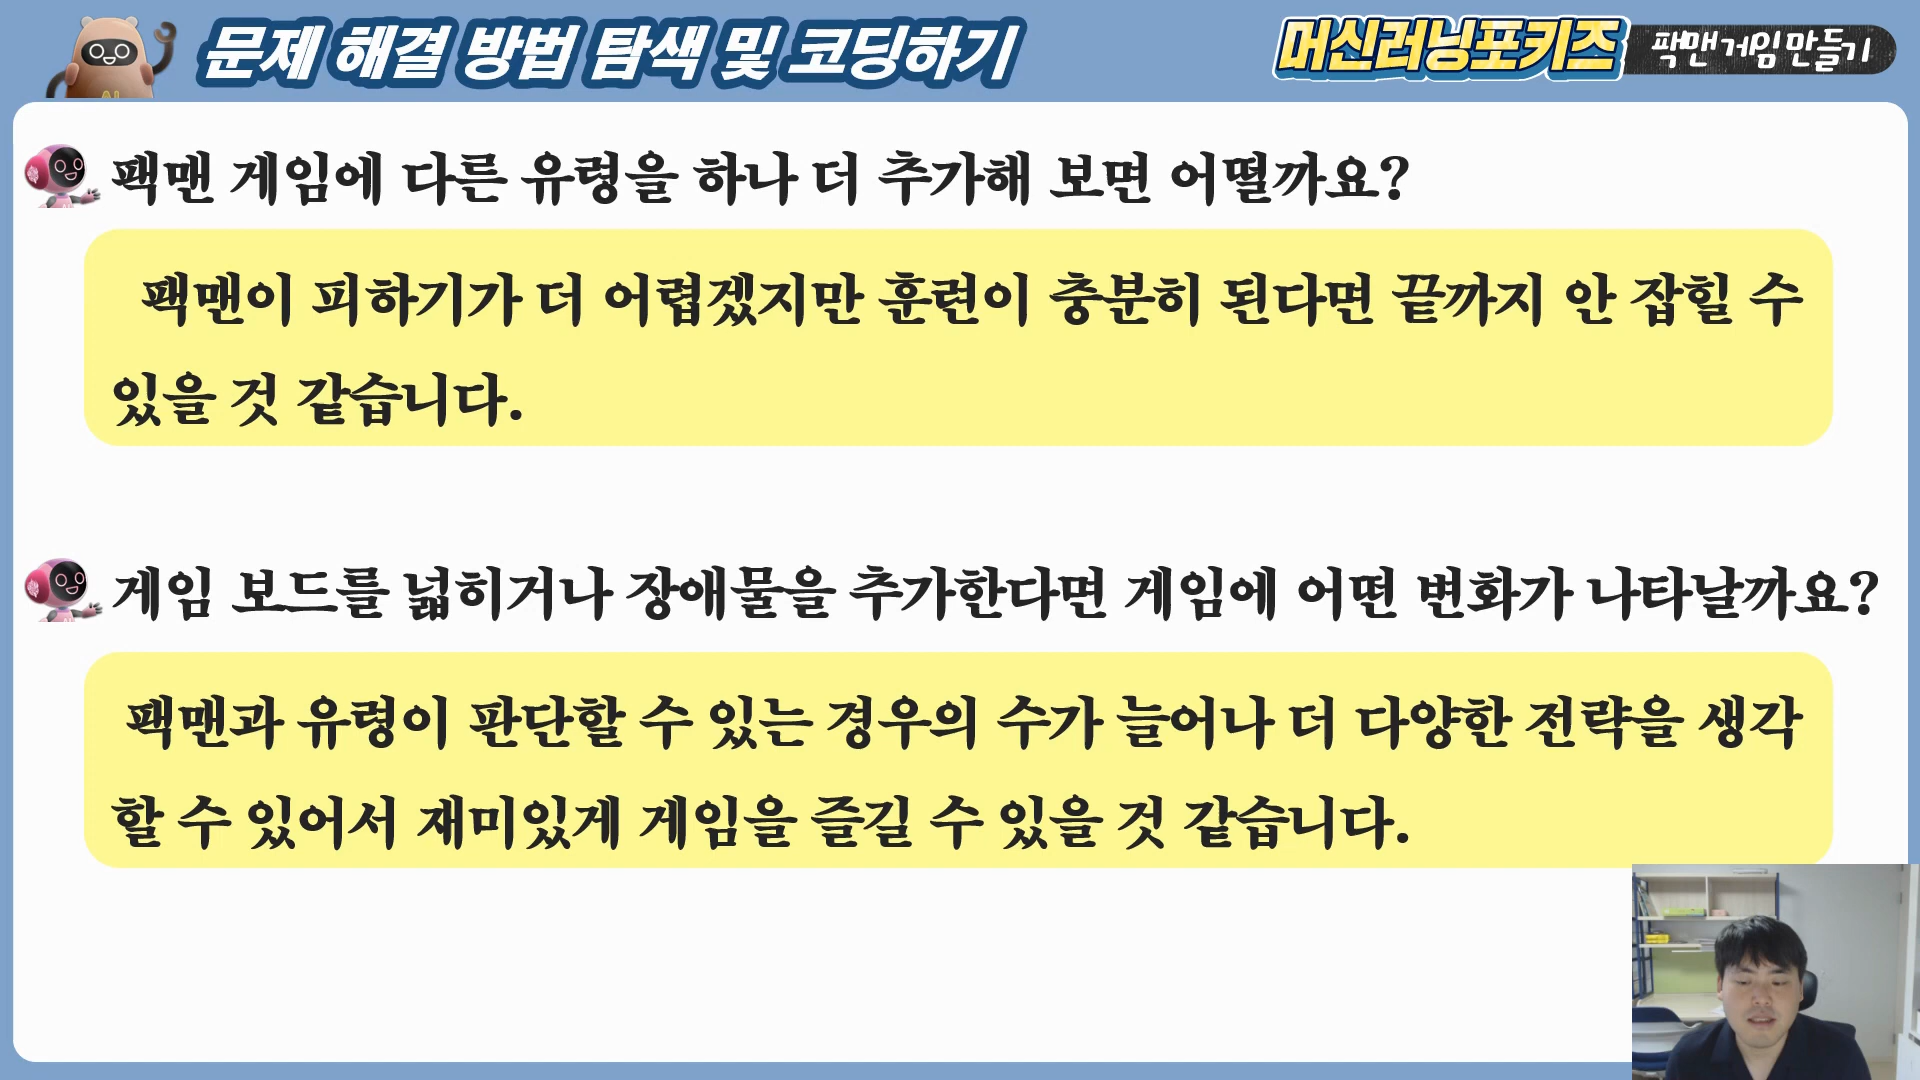 문제 해결 방법 탐색 및 코딩하기
머신러닝포키즈 팩맨게임만들기
팩맨 게임에 다른 유령을 하나 더 추가해 보면 어떨까요?
팩맨이 피하기가 더 어렵겠지만 훈련이 충분히 된다면 끝까지 안 잡힐 수
있을 것 같습니다.
게임 보드를 넓히거나 장애물을 추가한다면 게임에 어떤 변화가 나타날까요?
팩맨과 유령이 판단할 수 있는 경우의 수가 늘어나 더 다양한 전략을 생각
할 수 있어서 재미있게 게임을 즐길 수 있을 것 같습니다.